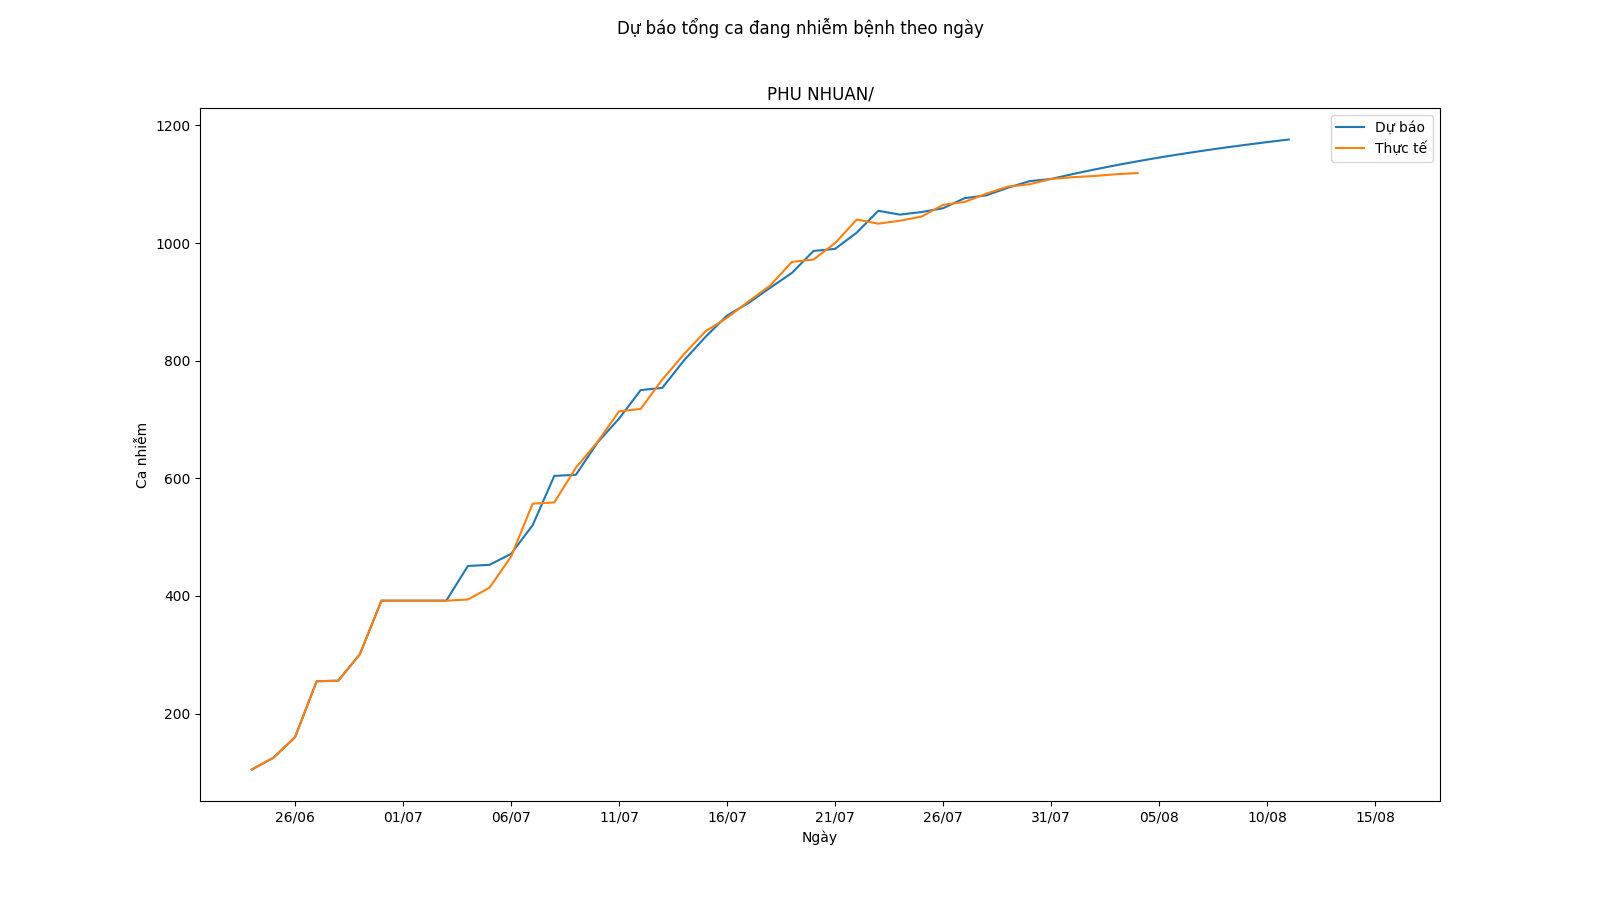 Dự báo tổng ca đang nhiễm bệnh theo ngày
PHU NHUAN/
Dự báo
Thực tế
1200
1000
800
600
400
200
Ca nhiễm
26/06 01/07 06/07 11/07 16/07 21/07 26/07 31/07 05/08 10/08 15/08
Ngày